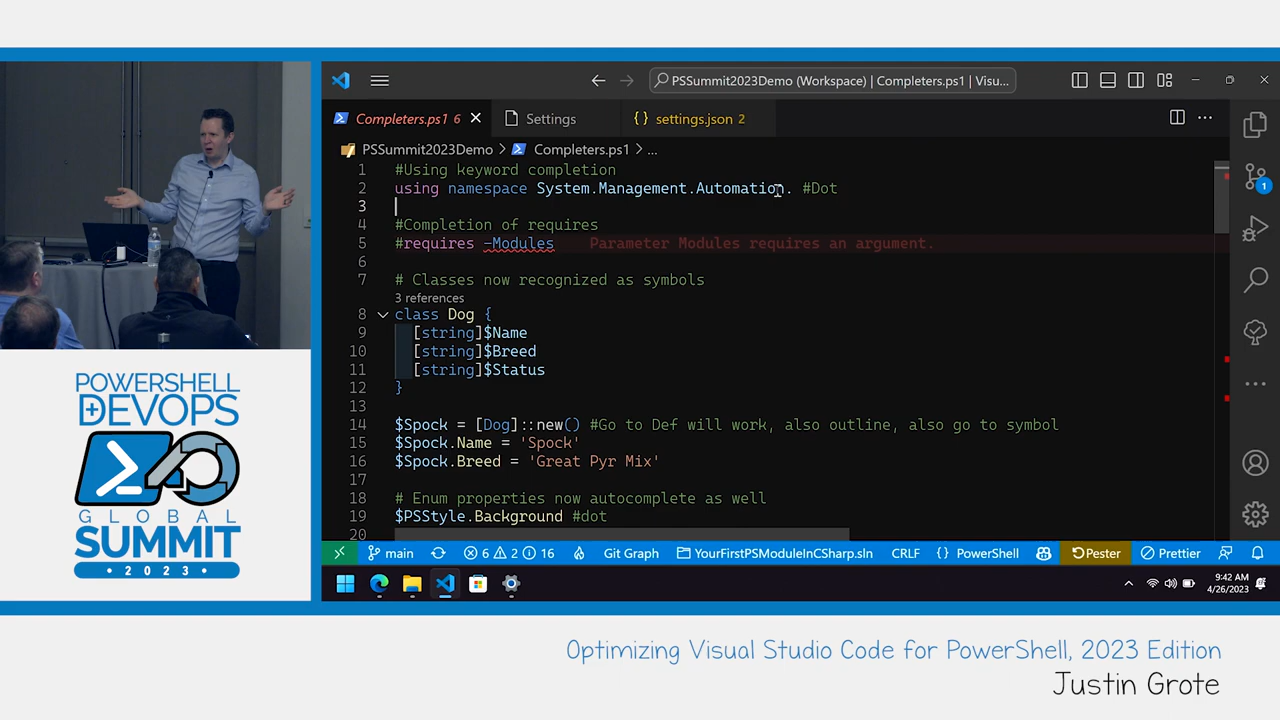 PSSummit2023Demo (Workspace) | Completers.ps1 | Visu...
Completers.ps1 6
Settings
{} settings.json 2
PSSummit2023Demo > Completers.ps1 > ...
1 #Using keyword completion
2 using namespace System.Management.Automation. #Dot
3
4 #Completion of requires
5 #requires -Modules Parameter Modules requires an argument.
6
7 # Classes now recognized as symbols
3 references
8 class Dog {
9 [string]$Name
10 [string]$Breed
11 [string]$Status
12 }
13
14 $Spock = [Dog]::new() #Go to Def will work, also outline, also go to symbol
15 $Spock.Name = 'Spock'
16 $Spock.Breed = 'Great Pyr Mix'
17
18 # Enum properties now autocomplete as well
19 $PSStyle.Background #dot
20
1
main 6 2 16 Git Graph YourFirstPSModuleInCSharp.sln CRLF {} PowerShell Pester Prettier
9:42 AM
4/26/2023
POWERSHELL
+DEVOPS
GLOBAL
SUMMIT
2023
Optimizing Visual Studio Code for PowerShell, 2023 Edition
Justin Grote